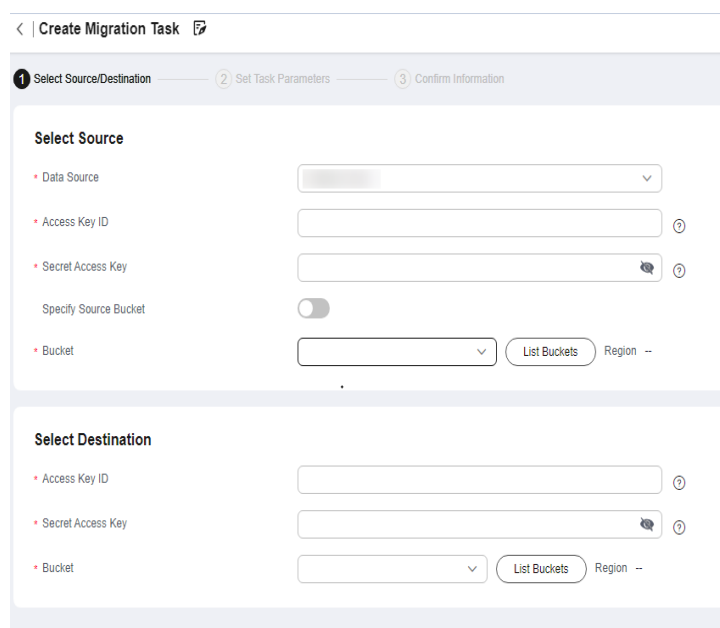 Create Migration Task
1 Select Source/Destination 2 Set Task Parameters 3 Confirm Information
Select Source
* Data Source
* Access Key ID
* Secret Access Key
Specify Source Bucket
* Bucket List Buckets Region --
Select Destination
* Access Key ID
* Secret Access Key
* Bucket List Buckets Region --